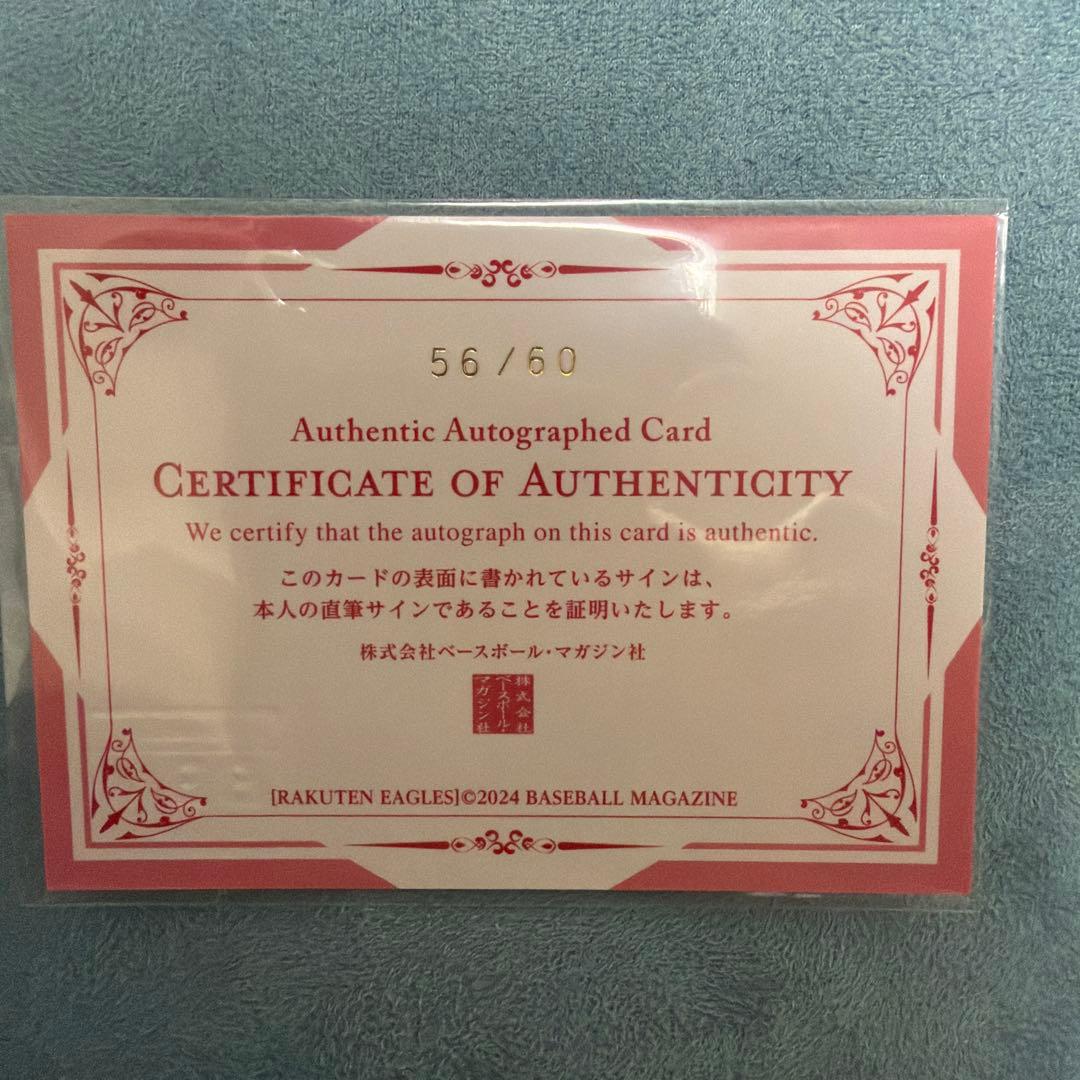 56/60
Authentic Autographed Card
CERTIFICATE OF AUTHENTICITY
We certify that the autograph on this card is authentic.
このカードの表面に書かれているサインは、
本人の直筆サインであることを証明いたします。
株式会社ベースボール・マガジン社
株式会社
ベースボール・
マガジン社
[RAKUTEN EAGLES]©2024 BASEBALL MAGAZINE